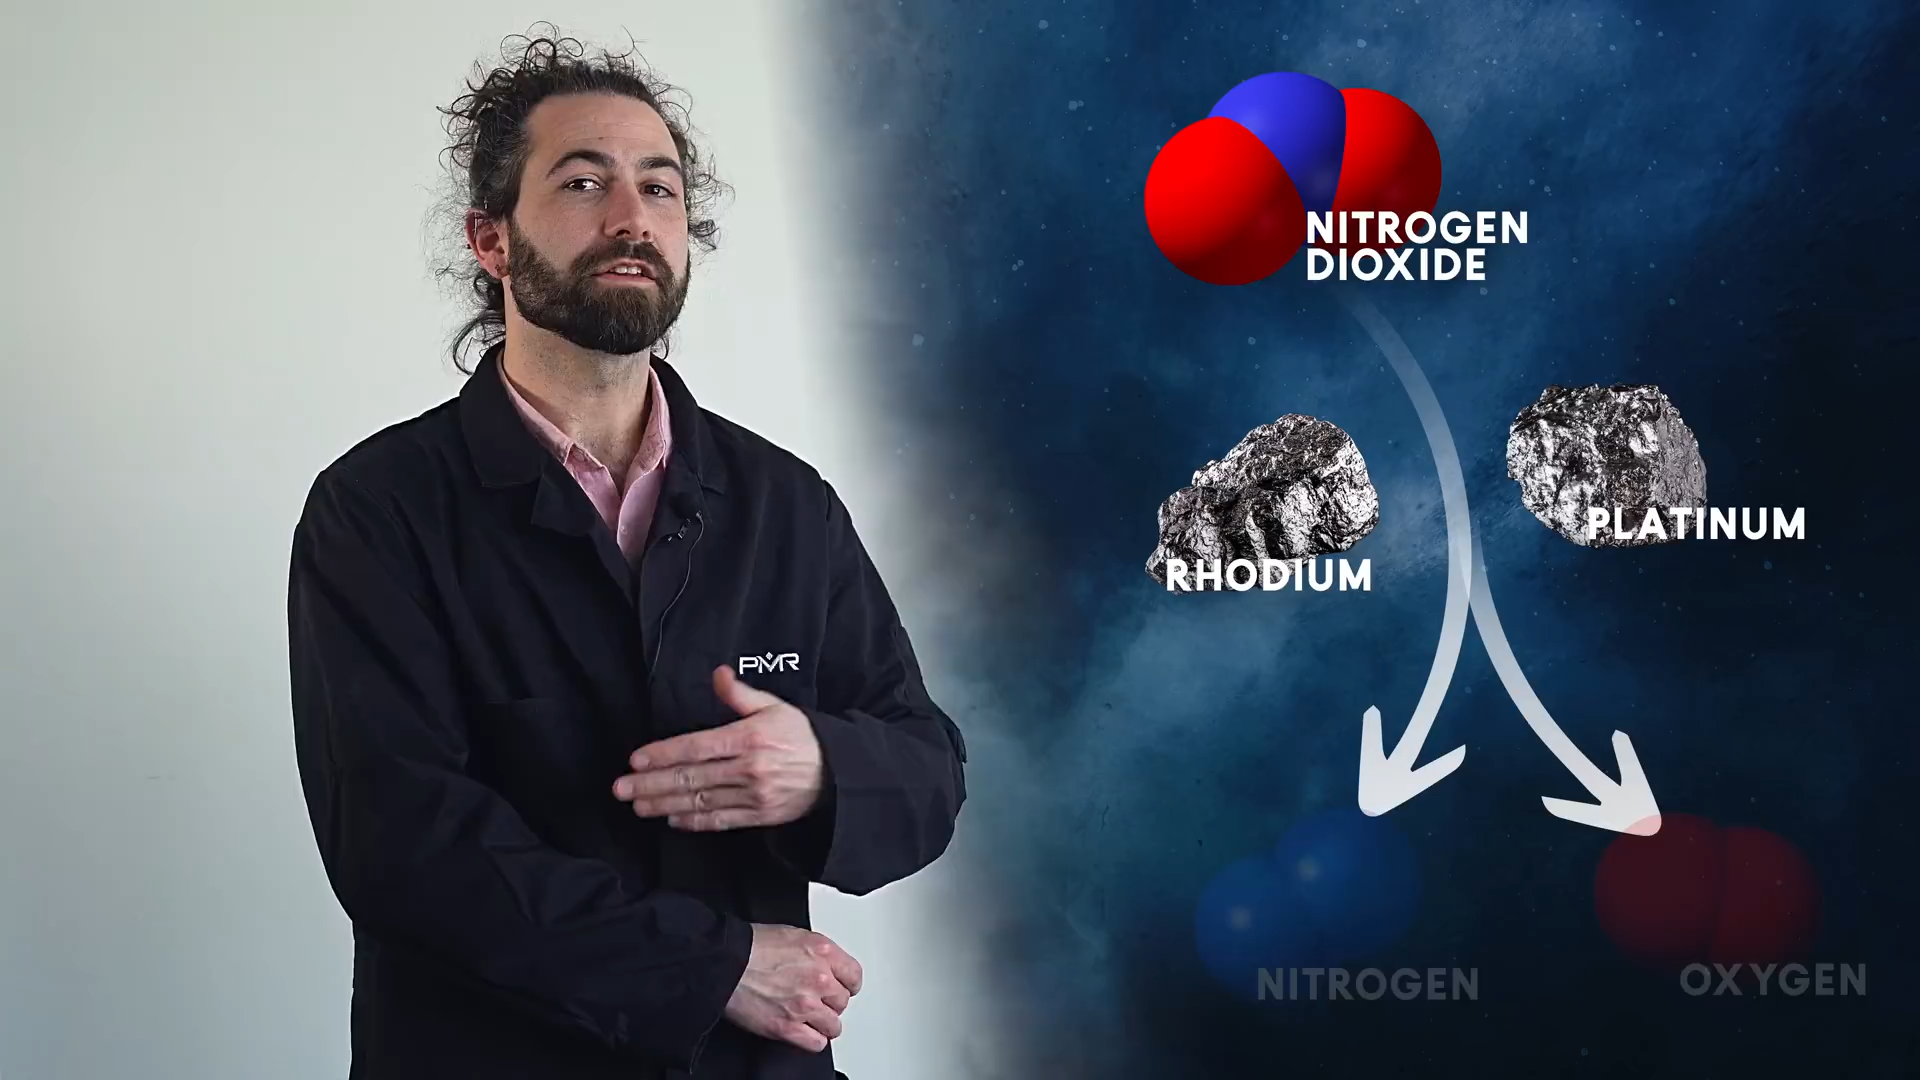 NITROGEN
DIOXIDE
PLATINUM
RHODIUM
PMR
NITROGEN
OXYGEN